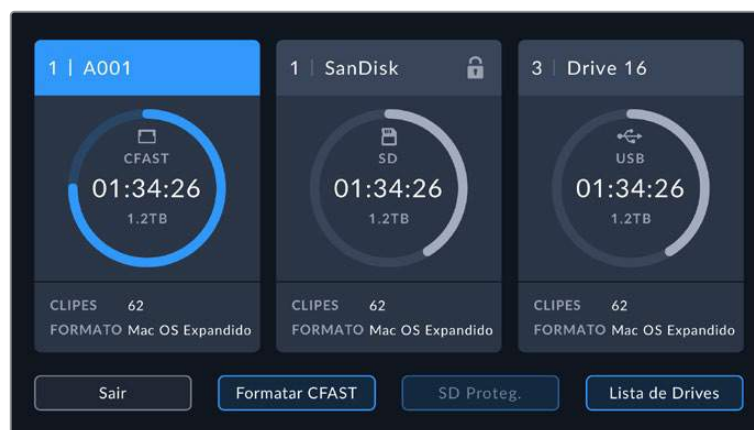 1 | A001
1 | SanDisk
3 | Drive 16
CFAST
SD
USB
01:34:26
01:34:26
01:34:26
1.2TB
1.2TB
1.2TB
CLIPES 62
CLIPES 62
CLIPES 62
FORMATO Mac OS Expandido
FORMATO Mac OS Expandido
FORMATO Mac OS Expandido
Sair
Formatar CFAST
SD Proteg.
Lista de Drives